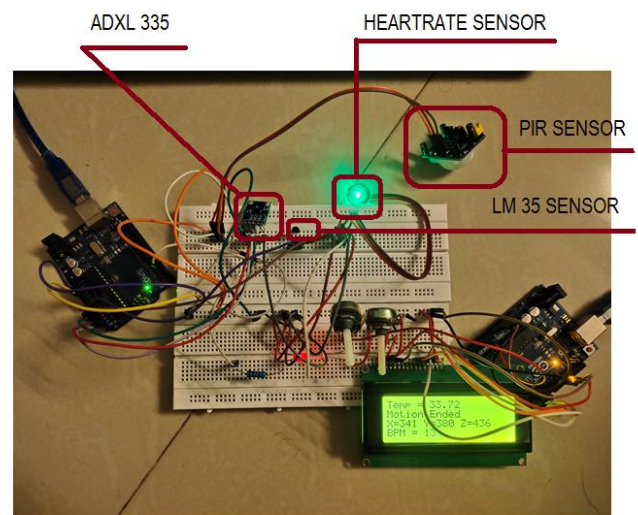 ADXL 335
HEARTRATE SENSOR
PIR SENSOR
LM 35 SENSOR
Temp = 33.72
Motion Ended
X=341 Y=380 Z=436
BPM =